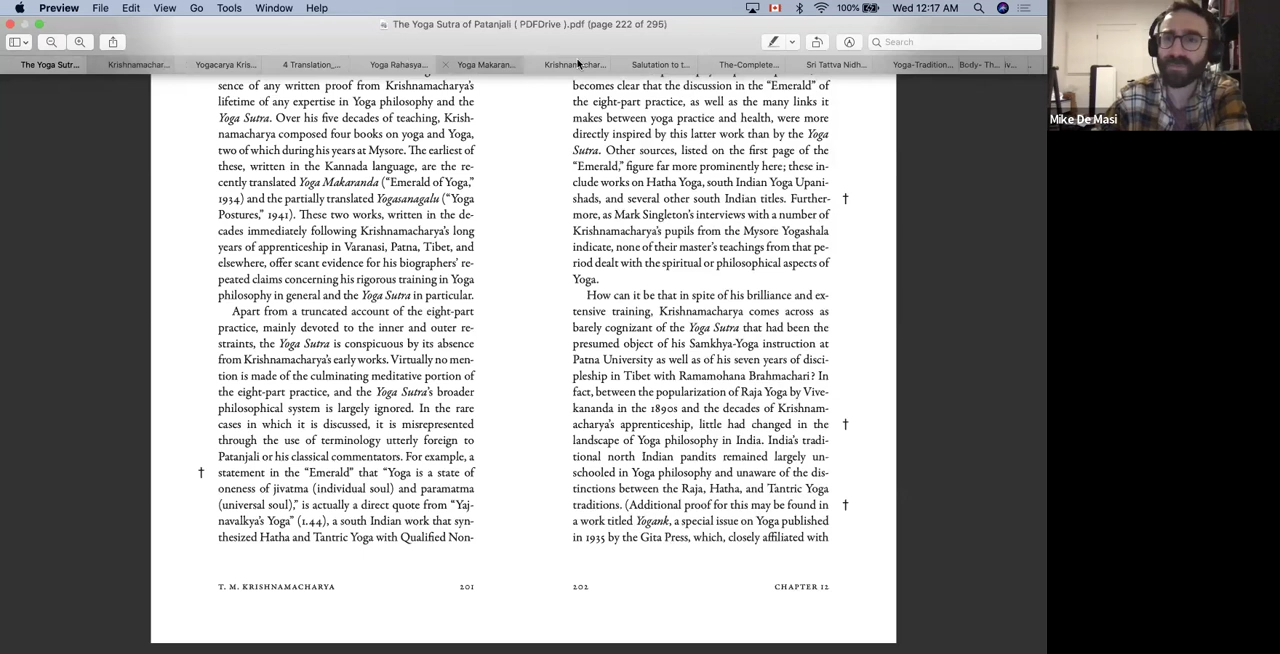 Preview File Edit View Go Tools Window Help 100% Wed 12:17 AM
The Yoga Sutra of Patanjali ( PDFDrive ).pdf (page 222 of 295)
Search
The Yoga Sutr... Krishnamachar... Yogacarya Kris... 4 Translation_... Yoga Rahasya... Yoga Makaran... Krishnamachar... Salutation to t... The-Complete... Sri Tattva Nidh... Yoga-Tradition... Body- Th... iv...
sence of any written proof from Krishnamacharya's
lifetime of any expertise in Yoga philosophy and the
Yoga Sutra. Over his five decades of teaching, Krish-
namacharya composed four books on yoga and Yoga,
two of which during his years at Mysore. The earliest of
these, written in the Kannada language, are the re-
cently translated Yoga Makaranda ("Emerald of Yoga,"
1934) and the partially translated Yogasanagalu ("Yoga
Postures," 1941). These two works, written in the de-
cades immediately following Krishnamacharya's long
years of apprenticeship in Varanasi, Patna, Tibet, and
elsewhere, offer scant evidence for his biographers' re-
peated claims concerning his rigorous training in Yoga
philosophy in general and the Yoga Sutra in particular.
Apart from a truncated account of the eight-part
practice, mainly devoted to the inner and outer re-
straints, the Yoga Sutra is conspicuous by its absence
from Krishnamacharya's early works. Virtually no men-
tion is made of the culminating meditative portion of
the eight-part practice, and the Yoga Sutra's broader
philosophical system is largely ignored. In the rare
cases in which it is discussed, it is misrepresented
through the use of terminology utterly foreign to
Patanjali or his classical commentators. For example, a
† statement in the "Emerald" that "Yoga is a state of
oneness of jivatma (individual soul) and paramatma
(universal soul)," is actually a direct quote from "Yaj-
navalkya's Yoga" (1.44), a south Indian work that syn-
thesized Hatha and Tantric Yoga with Qualified Non-
T. M. KRISHNAMACHARYA 201
becomes clear that the discussion in the "Emerald" of
the eight-part practice, as well as the many links it
makes between yoga practice and health, were more
directly inspired by this latter work than by the Yoga
Sutra. Other sources, listed on the first page of the
"Emerald," figure far more prominently here; these in-
clude works on Hatha Yoga, south Indian Yoga Upani-
shads, and several other south Indian titles. Further- †
more, as Mark Singleton's interviews with a number of
Krishnamacharya's pupils from the Mysore Yogashala
indicate, none of their master's teachings from that pe-
riod dealt with the spiritual or philosophical aspects of
Yoga.
How can it be that in spite of his brilliance and ex-
tensive training, Krishnamacharya comes across as
barely cognizant of the Yoga Sutra that had been the
presumed object of his Samkhya-Yoga instruction at
Patna University as well as of his seven years of disci-
pleship in Tibet with Ramamohana Brahmachari? In
fact, between the popularization of Raja Yoga by Vive-
kananda in the 1890s and the decades of Krishnam-
acharya's apprenticeship, little had changed in the †
landscape of Yoga philosophy in India. India's tradi-
tional north Indian pandits remained largely un-
schooled in Yoga philosophy and unaware of the dis-
tinctions between the Raja, Hatha, and Tantric Yoga
traditions. (Additional proof for this may be found in †
a work titled Yogank, a special issue on Yoga published
in 1935 by the Gita Press, which, closely affiliated with
202 CHAPTER 12
Mike De Masi